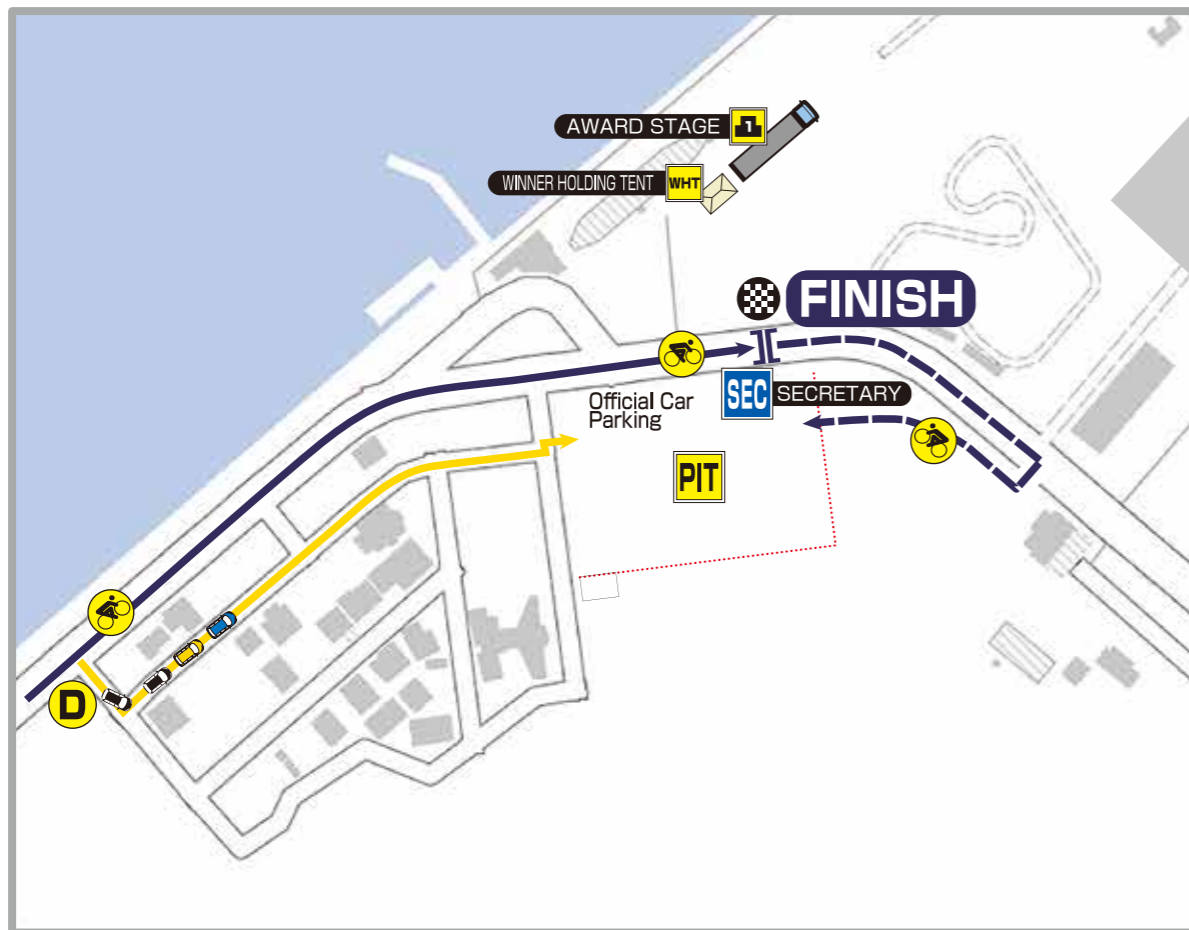 AWARD STAGE 1
WINNER HOLDING TENT WHT
FINISH
Official Car
Parking
SEC SECRETARY
PIT
D